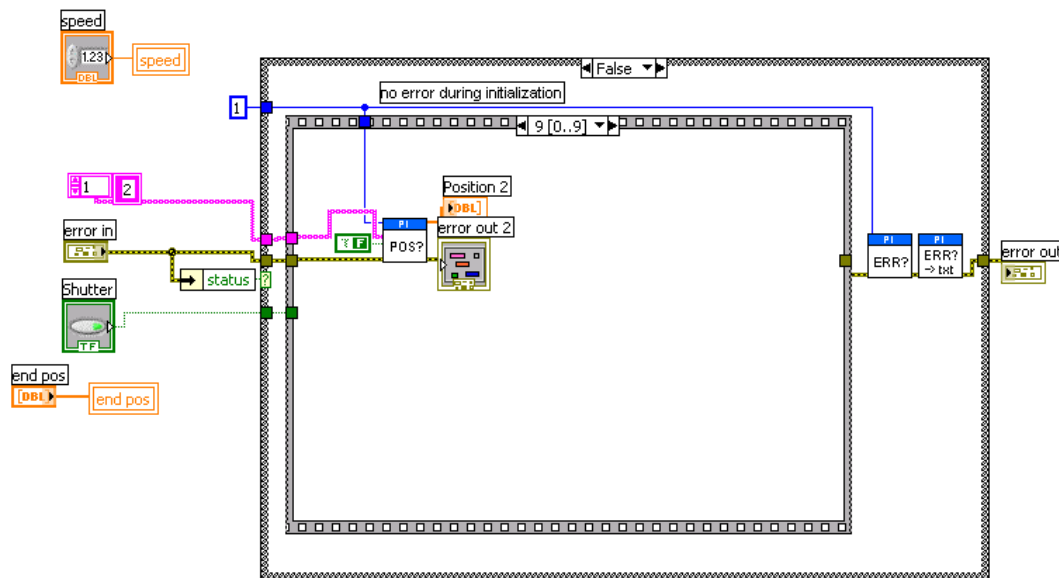 speed
1.23
DBL
speed
False
no error during initialization
1
9 [0..9]
1
2
Position 2
DBL
error in
PI
POS?
F
error out 2
PI
ERR?
PI
ERR?
-> txt
error out
status
?
Shutter
TF
end pos
DBL
end pos